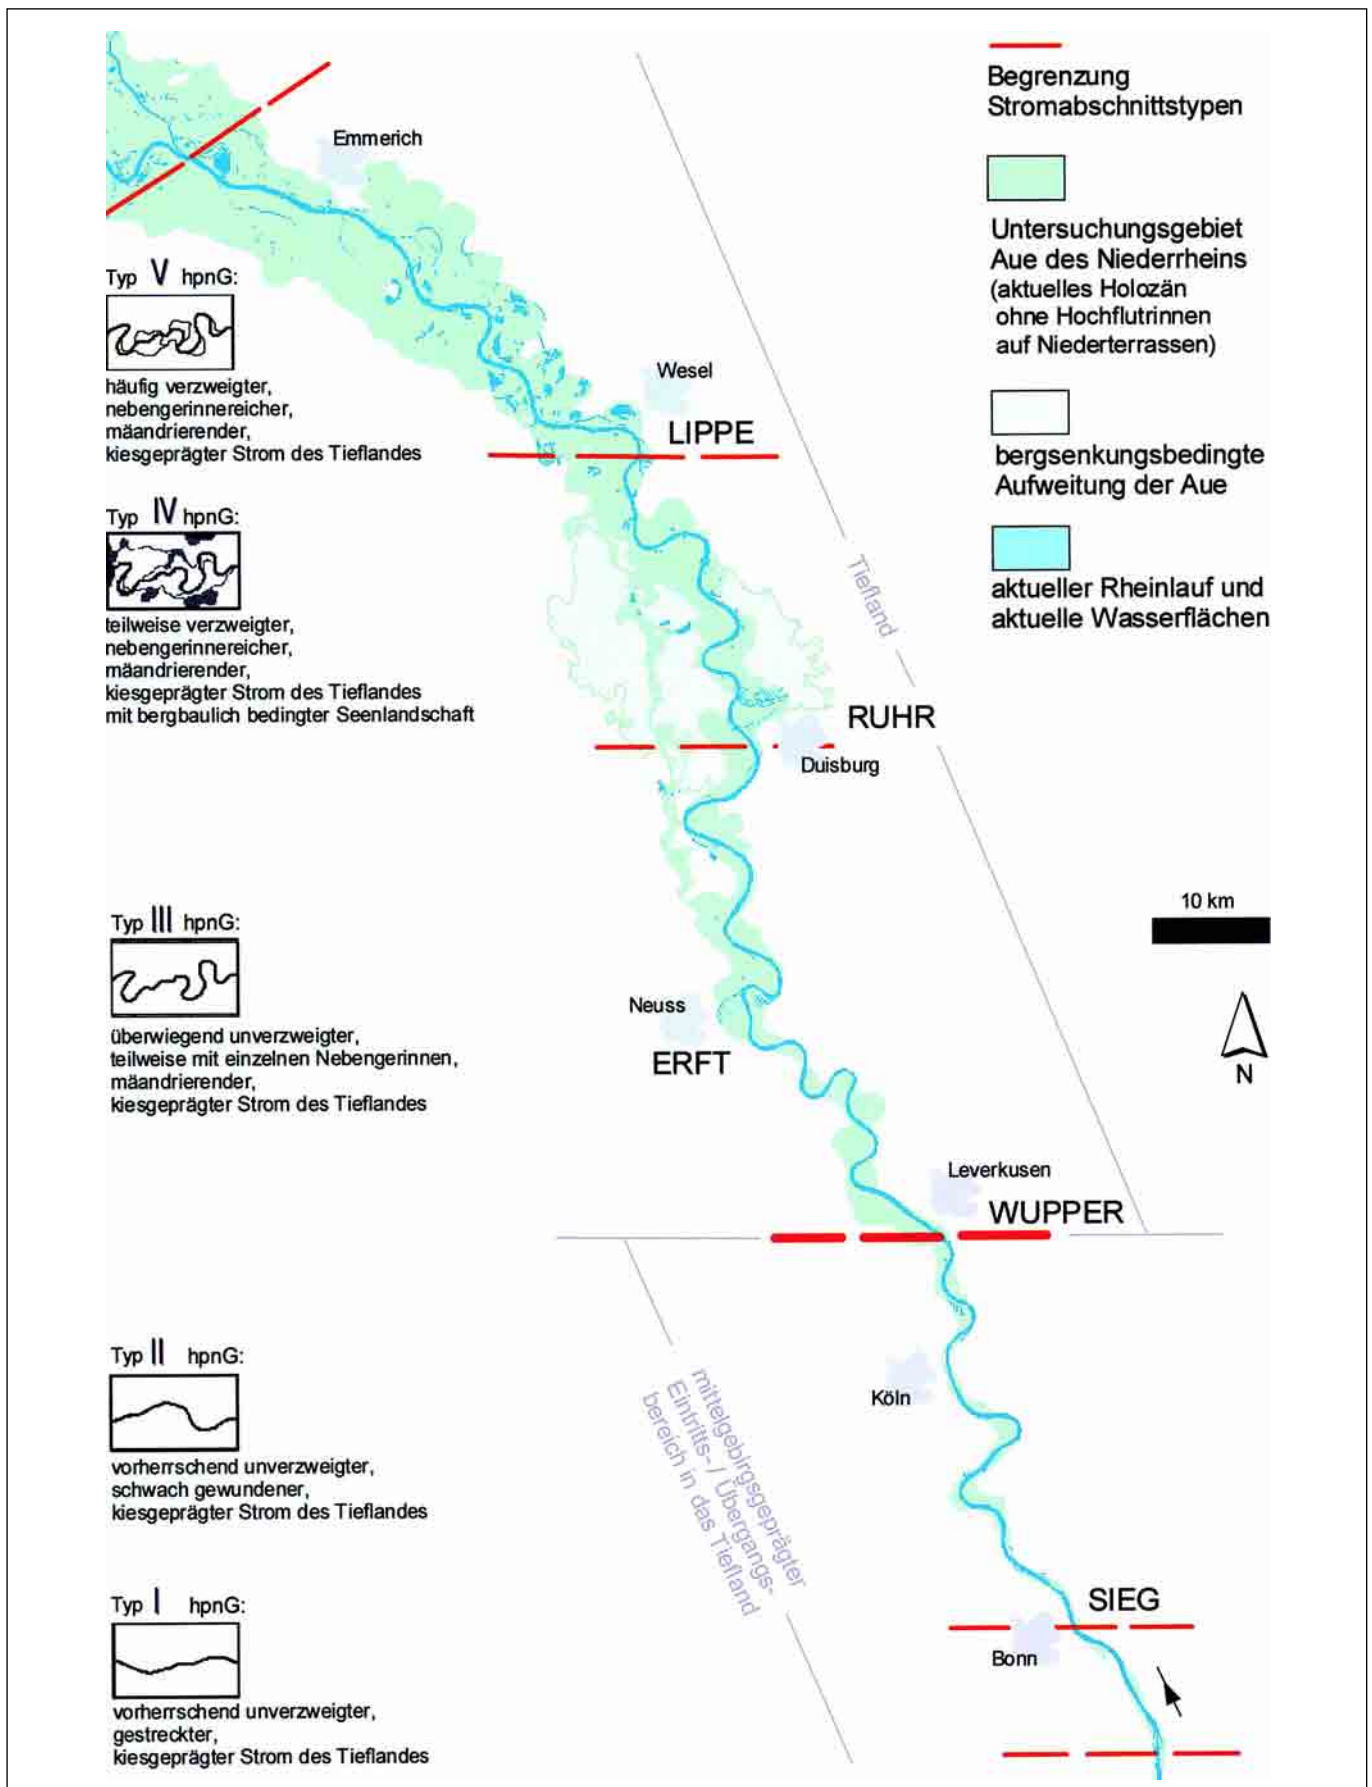 Begrenzung
Stromabschnittstypen
Untersuchungsgebiet
Aue des Niederrheins
(aktuelles Holozän
ohne Hochflutrinnen
auf Niederterrassen)
bergsenkungsbedingte
Aufweitung der Aue
aktueller Rheinlauf und
aktuelle Wasserflächen
Emmerich
Typ V hpnG:
häufig verzweigter,
nebengerinnereicher,
mäandrierender,
kiesgeprägter Strom des Tieflandes
Wesel
LIPPE
Typ IV hpnG:
teilweise verzweigter,
nebengerinnereicher,
mäandrierender,
kiesgeprägter Strom des Tieflandes
mit bergbaulich bedingter Seenlandschaft
Tiefland
RUHR
Duisburg
10 km
N
Typ III hpnG:
überwiegend unverzweigter,
teilweise mit einzelnen Nebengerinnen,
mäandrierender,
kiesgeprägter Strom des Tieflandes
Neuss
ERFT
Leverkusen
WUPPER
Köln
mittelgebirgsgeprägter
Eintritts- / Übergangs-
bereich in das Tiefland
Typ II hpnG:
vorherrschend unverzweigter,
schwach gewundener,
kiesgeprägter Strom des Tieflandes
SIEG
Bonn
Typ I hpnG:
vorherrschend unverzweigter,
gestreckter,
kiesgeprägter Strom des Tieflandes